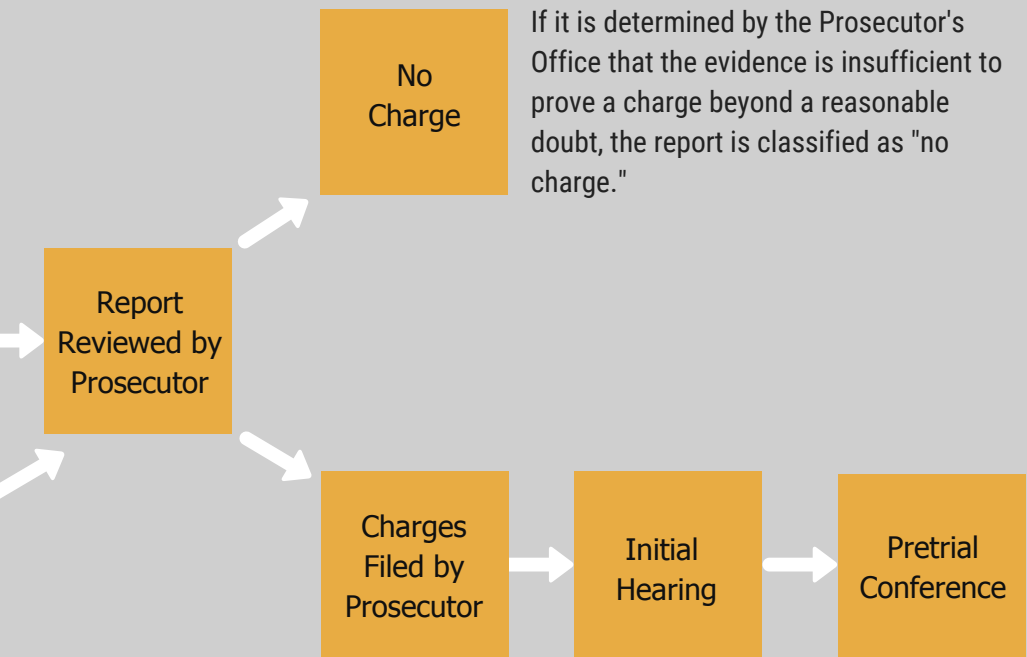 No
Charge
If it is determined by the Prosecutor's
Office that the evidence is insufficient to
prove a charge beyond a reasonable
doubt, the report is classified as "no
charge."
Report
Reviewed by
Prosecutor
Charges
Filed by
Prosecutor
Initial
Hearing
Pretrial
Conference